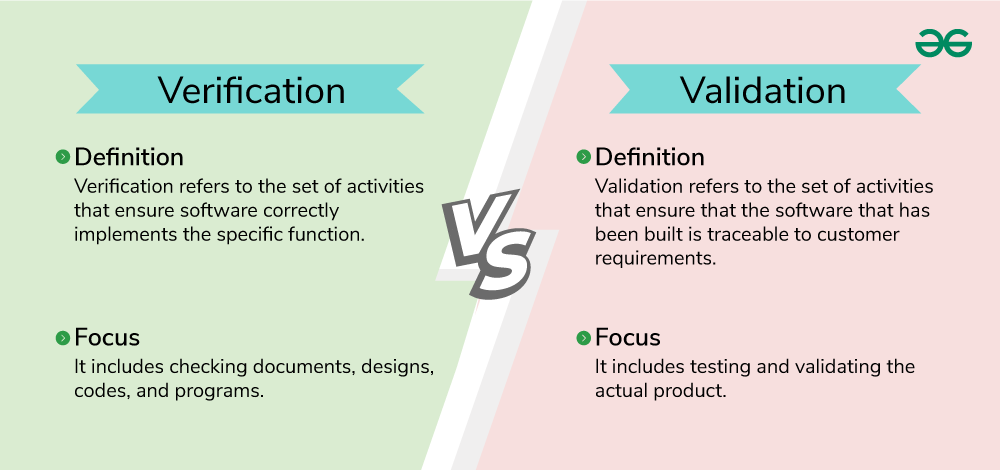 Verification
Definition
Verification refers to the set of activities
that ensure software correctly
implements the specific function.
Focus
It includes checking documents, designs,
codes, and programs.
VS
Validation
Definition
Validation refers to the set of activities
that ensure that the software that has
been built is traceable to customer
requirements.
Focus
It includes testing and validating the
actual product.